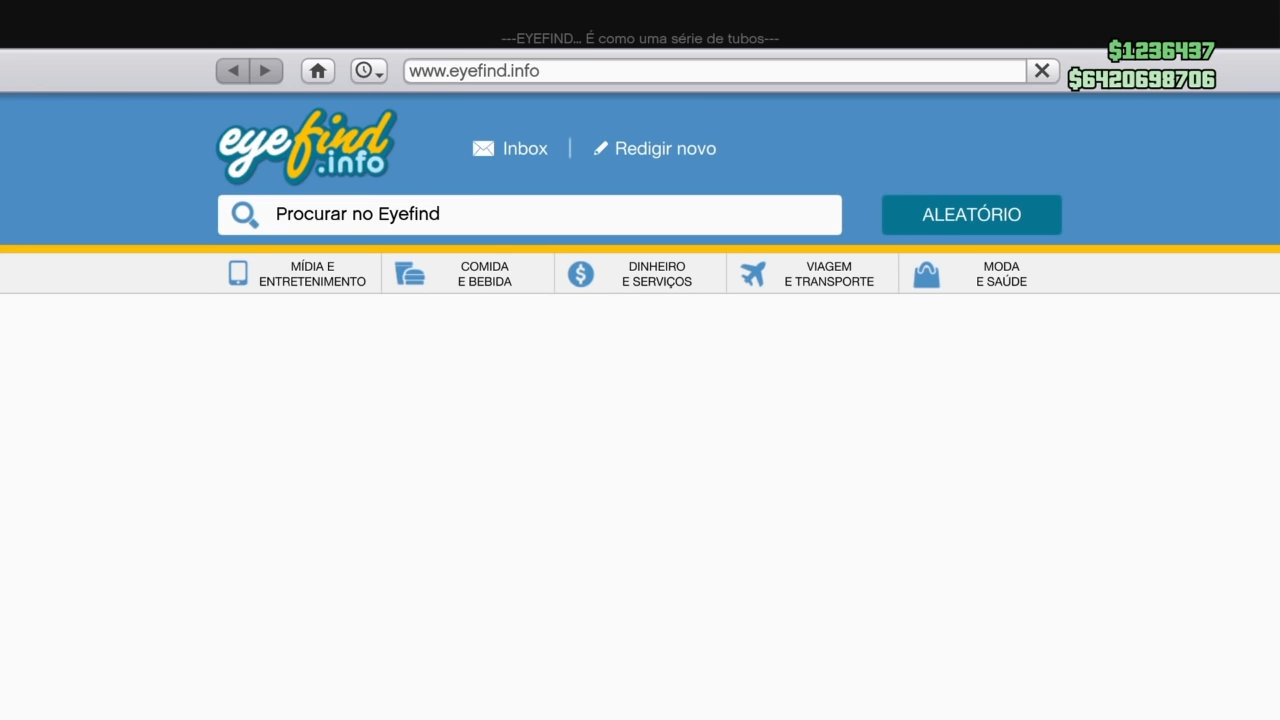 ---EYEFIND... É como uma série de tubos---
$1236437
www.eyefind.info
$6420698706
eyefind
.info
Inbox | Redigir novo
Procurar no Eyefind
ALEATÓRIO
MÍDIA E
ENTRETENIMENTO
COMIDA
E BEBIDA
DINHEIRO
E SERVIÇOS
VIAGEM
E TRANSPORTE
MODA
E SAÚDE